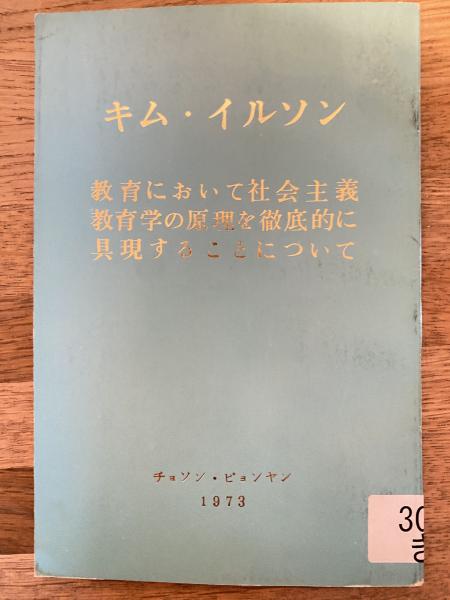 キム・イルソン
教育において社会主義
教育学の原理を徹底的に
具現することについて
チョソン・ピョンヤン
1973
30
き